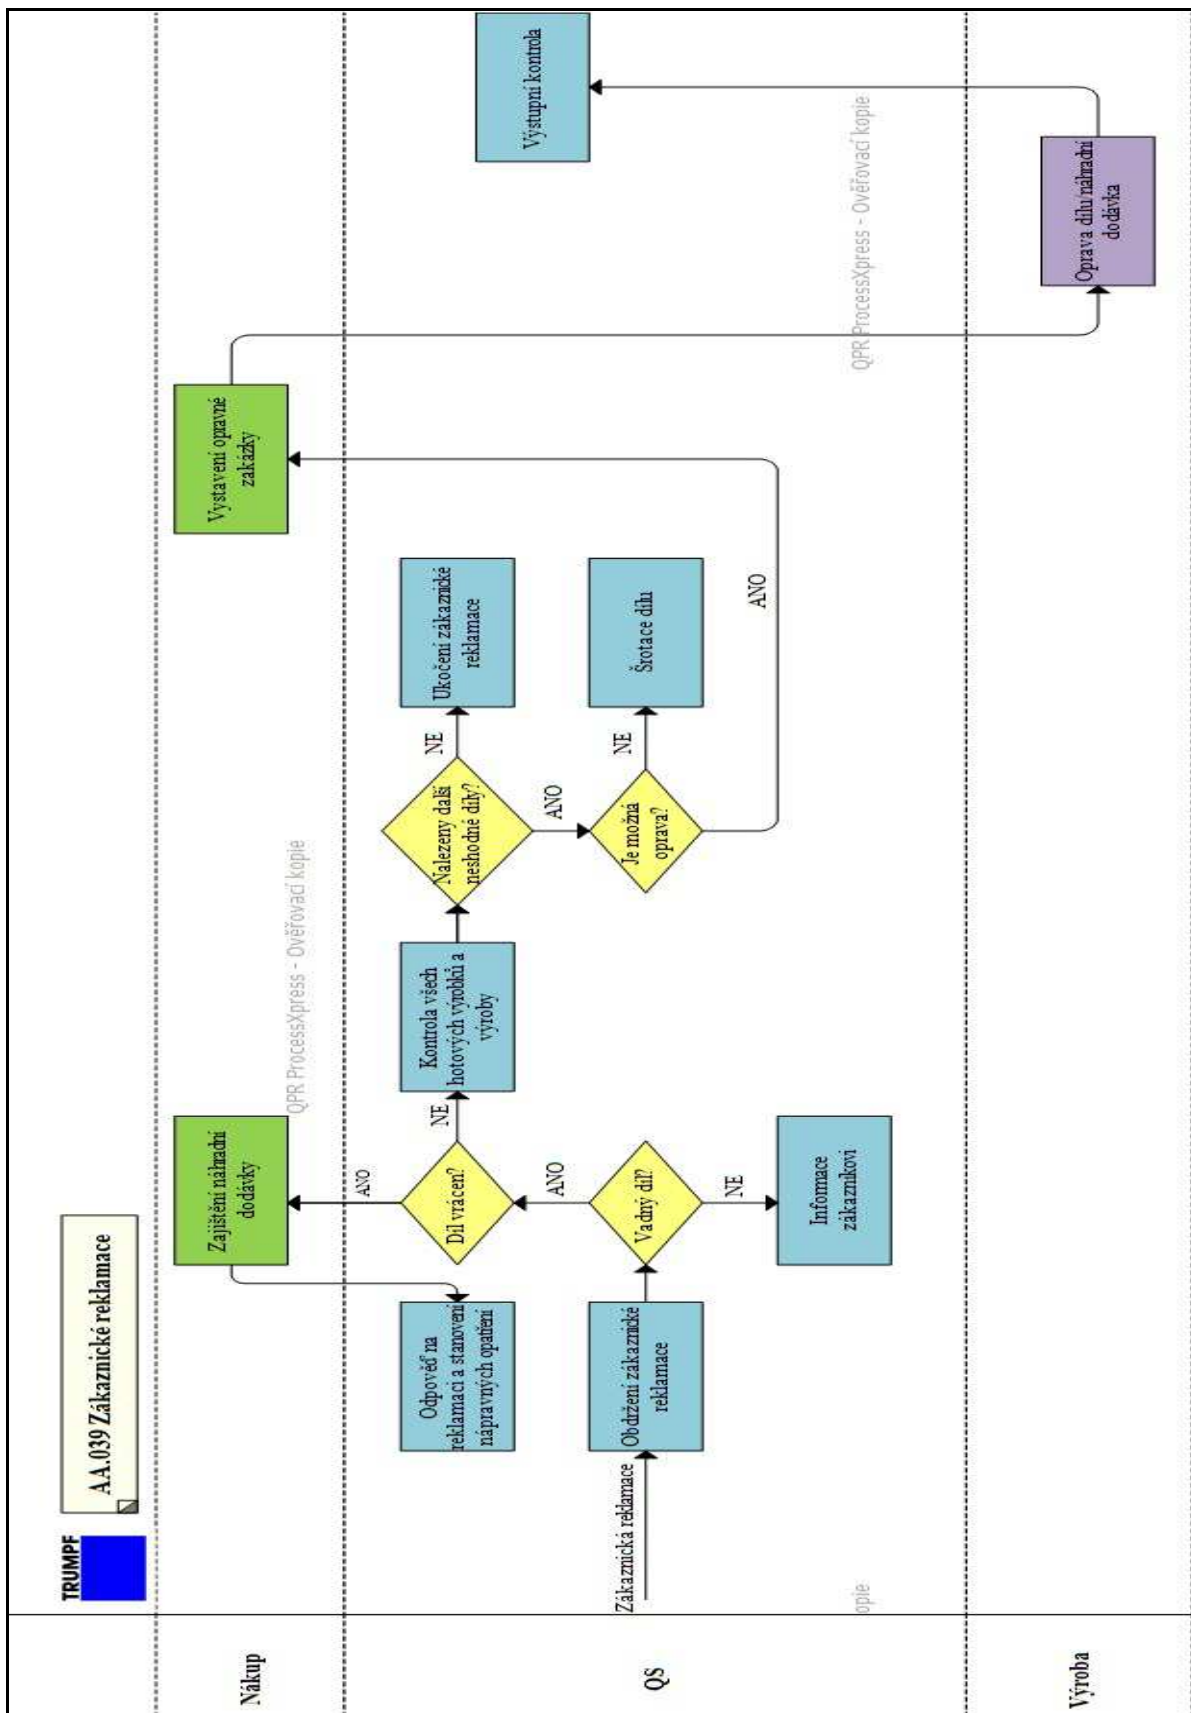 TRUMPF
AA.039 Zákaznické reklamace
Nákup
QS
Výroba
Zajištění náhradní
dodávky
Vystavení opravné
zakázky
QPR ProcessXpress - Ověřovací kopie
Odpověď na
reklamaci a stanovení
nápravných opatření
ANO
Díl vrácen?
NE
Kontrola všech
hotových výrobků a
výroby
Nalezeny další
neshodné díly?
NE
Ukočení zákaznické
reklamace
Výstupní kontrola
ANO
ANO
Zákaznická reklamace
Obdržení zákaznické
reklamace
Vadný díl?
NE
Je možná
oprava?
NE
Šrotace dílu
ANO
Informace
zákazníkovi
opie
QPR ProcessXpress - Ověřovací kopie
Oprava dílu/náhradní
dodávka